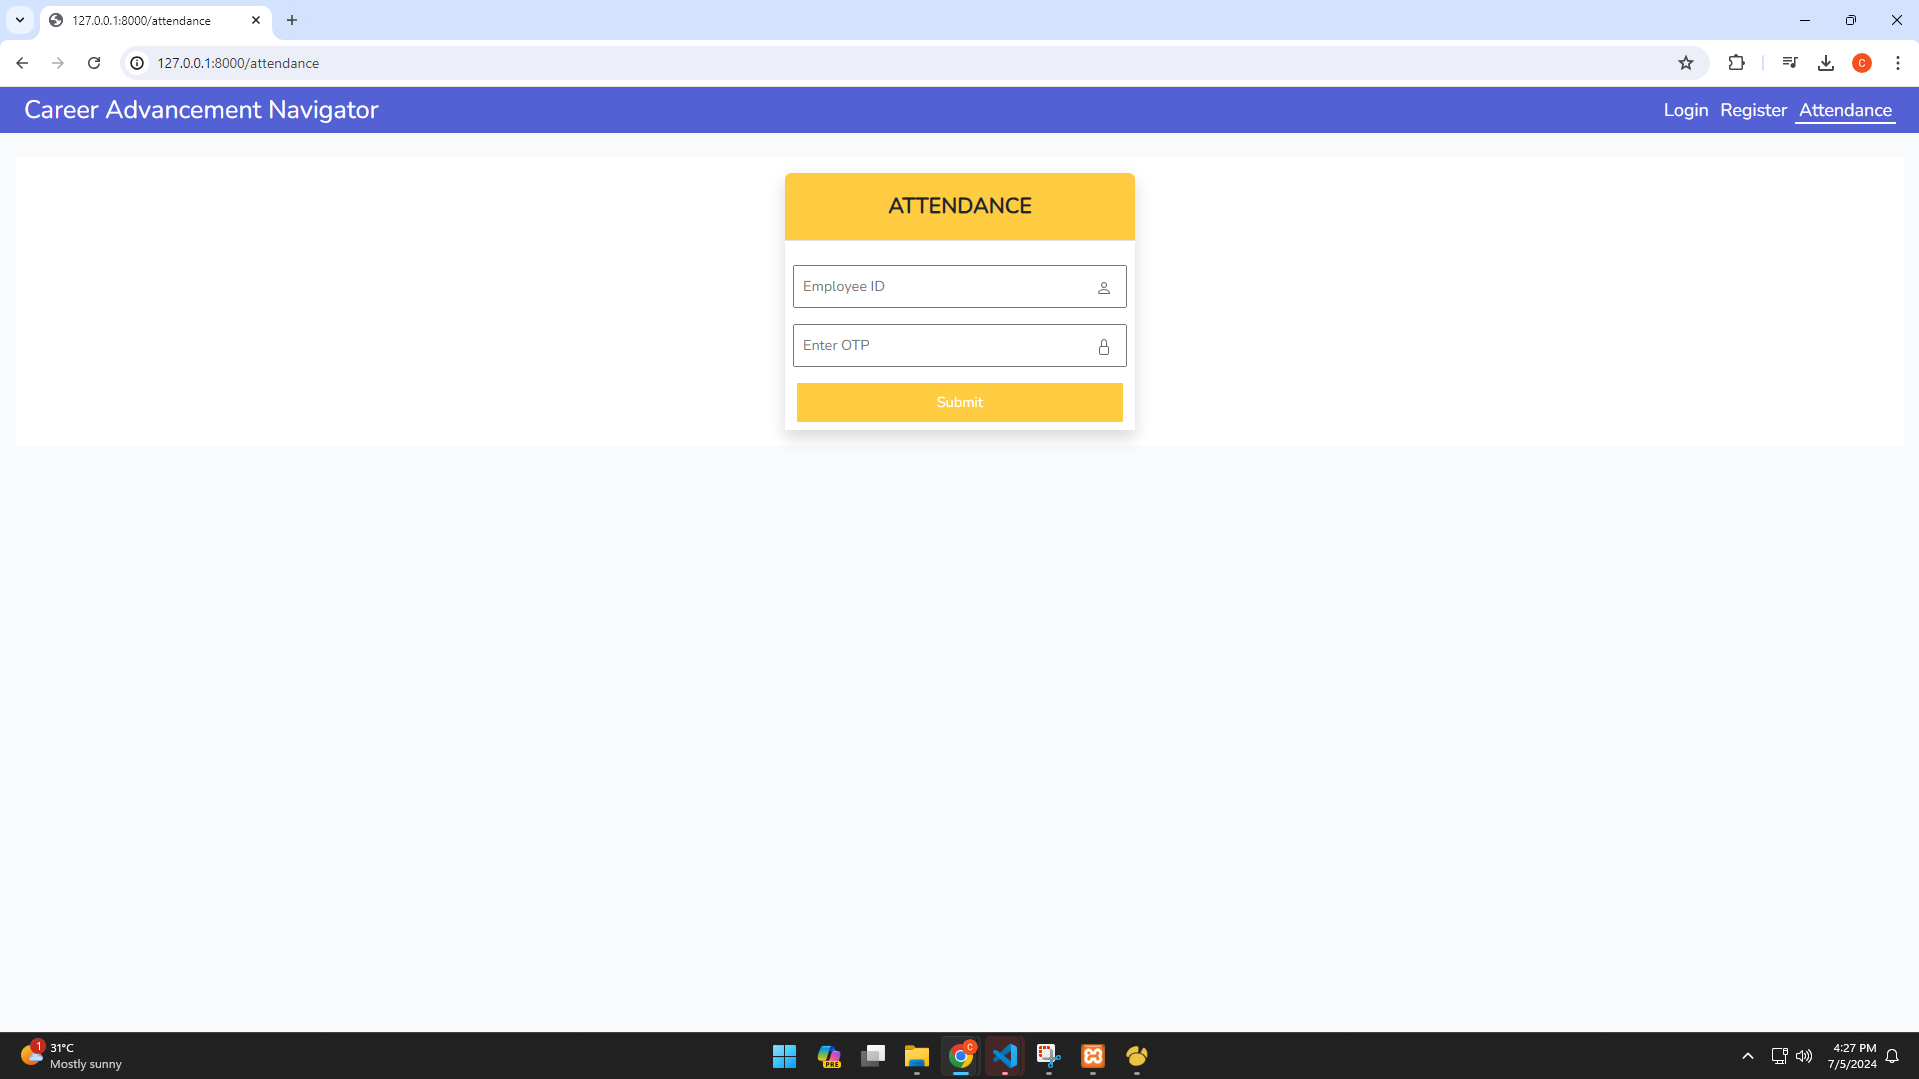 127.0.0.1:8000/attendance
127.0.0.1:8000/attendance
C
Career Advancement Navigator
Login Register Attendance
ATTENDANCE
Employee ID
Enter OTP
Submit
1
31°C
Mostly sunny
PRE
C
4:27 PM
7/5/2024